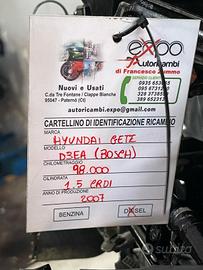 expo
Autoricambi
di Francesco Zummo
Nuovi e Usati
C.da Tre Fontane / Ciappe Bianche
95047 - Paternò (Ct)
autoricambi.expo@gmail.com
CARTELLINO DI IDENTIFICAZIONE RICAMBIO
MARCA
HYUNDAI GETZ
MODELLO
D3EA (BOSCH)
CHILOMETRAGGIO
98.000
CILINDRATA
1.5 CRDI
ANNO DI PRODUZIONE
2007
BENZINA
DIESEL
subito